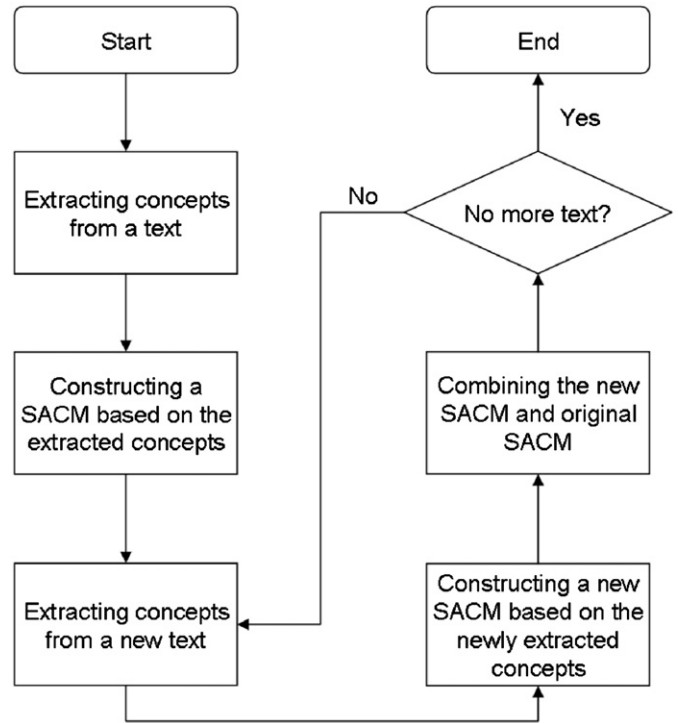 Start
Extracting concepts
from a text
Constructing a
SACM based on the
extracted concepts
Extracting concepts
from a new text
Constructing a new
SACM based on the
newly extracted
concepts
Combining the new
SACM and original
SACM
No more text?
No
Yes
End